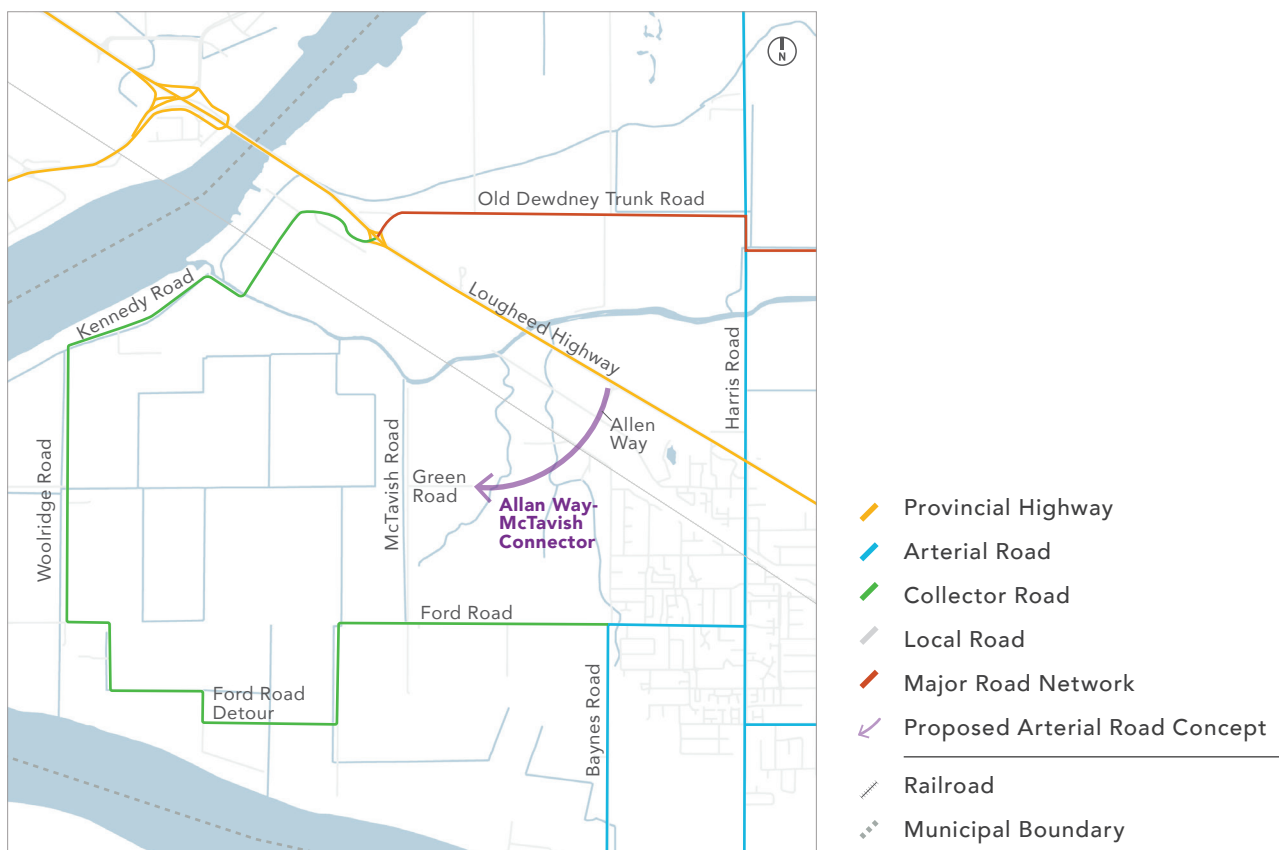 N
Old Dewdney Trunk Road
Kennedy Road
Lougheed Highway
Harris Road
Allen
Way
Woolridge Road
McTavish Road
Green
Road
Allan Way-
McTavish
Connector
Ford Road
Ford Road
Detour
Baynes Road
Provincial Highway
Arterial Road
Collector Road
Local Road
Major Road Network
Proposed Arterial Road Concept
Railroad
Municipal Boundary